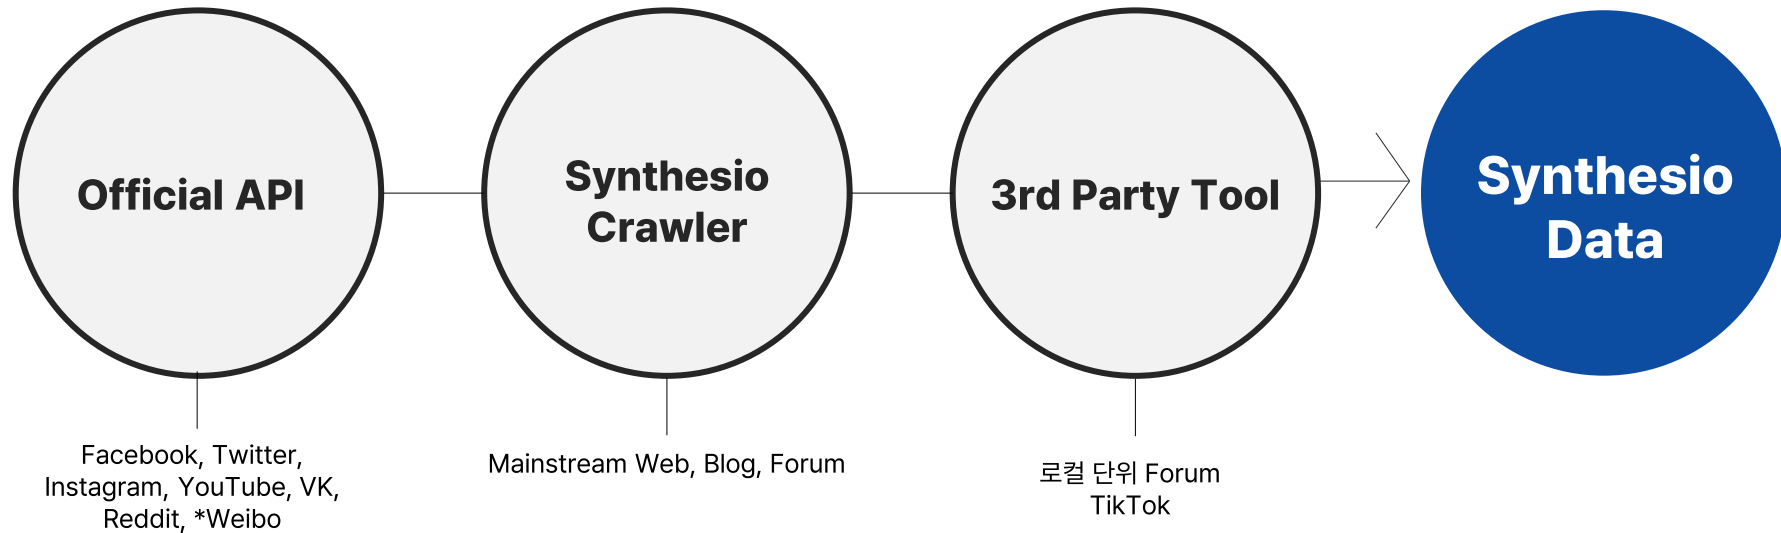 Official API
Synthesio
Crawler
3rd Party Tool
Synthesio
Data
Facebook, Twitter,
Instagram, YouTube, VK,
Reddit, *Weibo
Mainstream Web, Blog, Forum
로컬 단위 Forum
TikTok